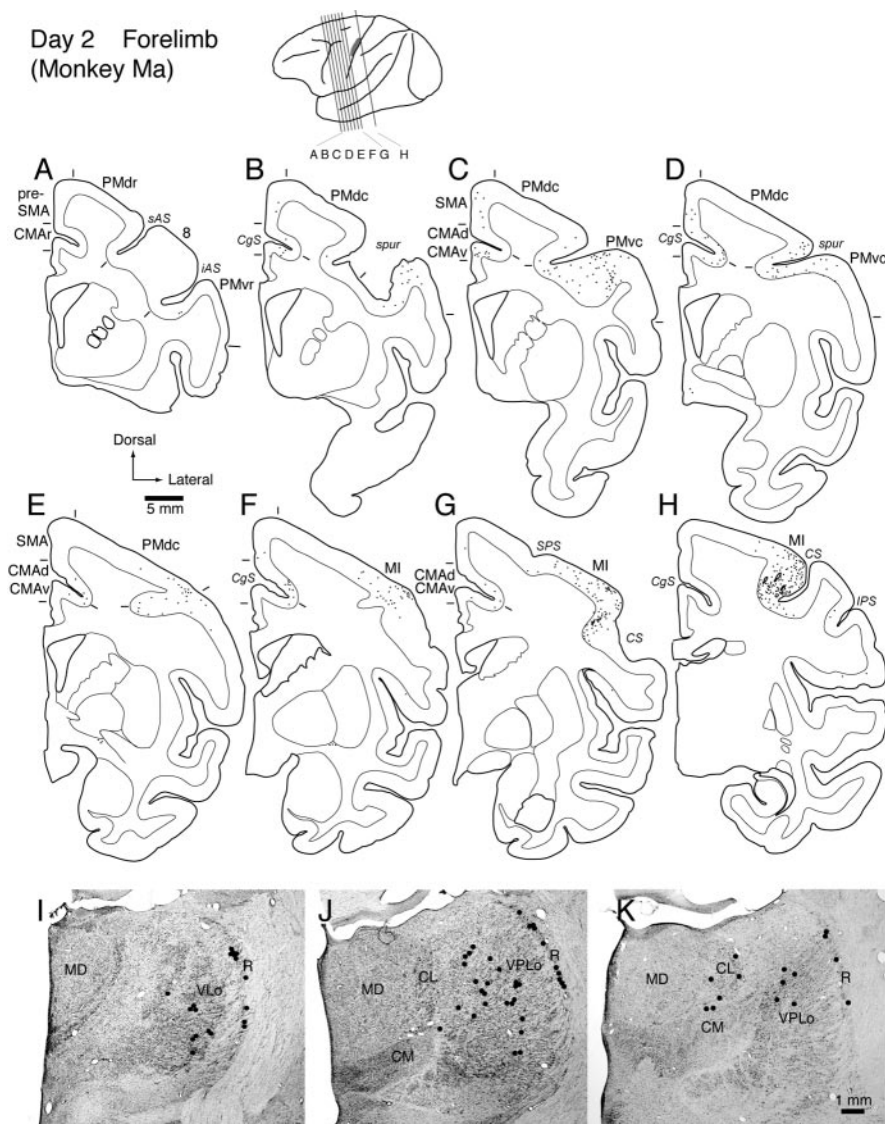 Day 2 Forelimb
(Monkey Ma)
A B C D E F G H
A
pre-
SMA
CMAr
PMdr
sAS
8
iAS
PMvr
B
PMdc
CgS
spur
C
PMdc
SMA
CMAd
CMAv
PMvc
D
PMdc
CgS
spur
PMvc
Dorsal
Lateral
5 mm
E
SMA
PMdc
CMAd
CMAv
F
MI
CgS
G
SPS
MI
CMAd
CMAv
CS
H
MI
CS
CgS
IPS
I
MD
VLo
R
J
MD
CL
VPLo
R
CM
K
MD
CL
R
CM
VPLo
1 mm